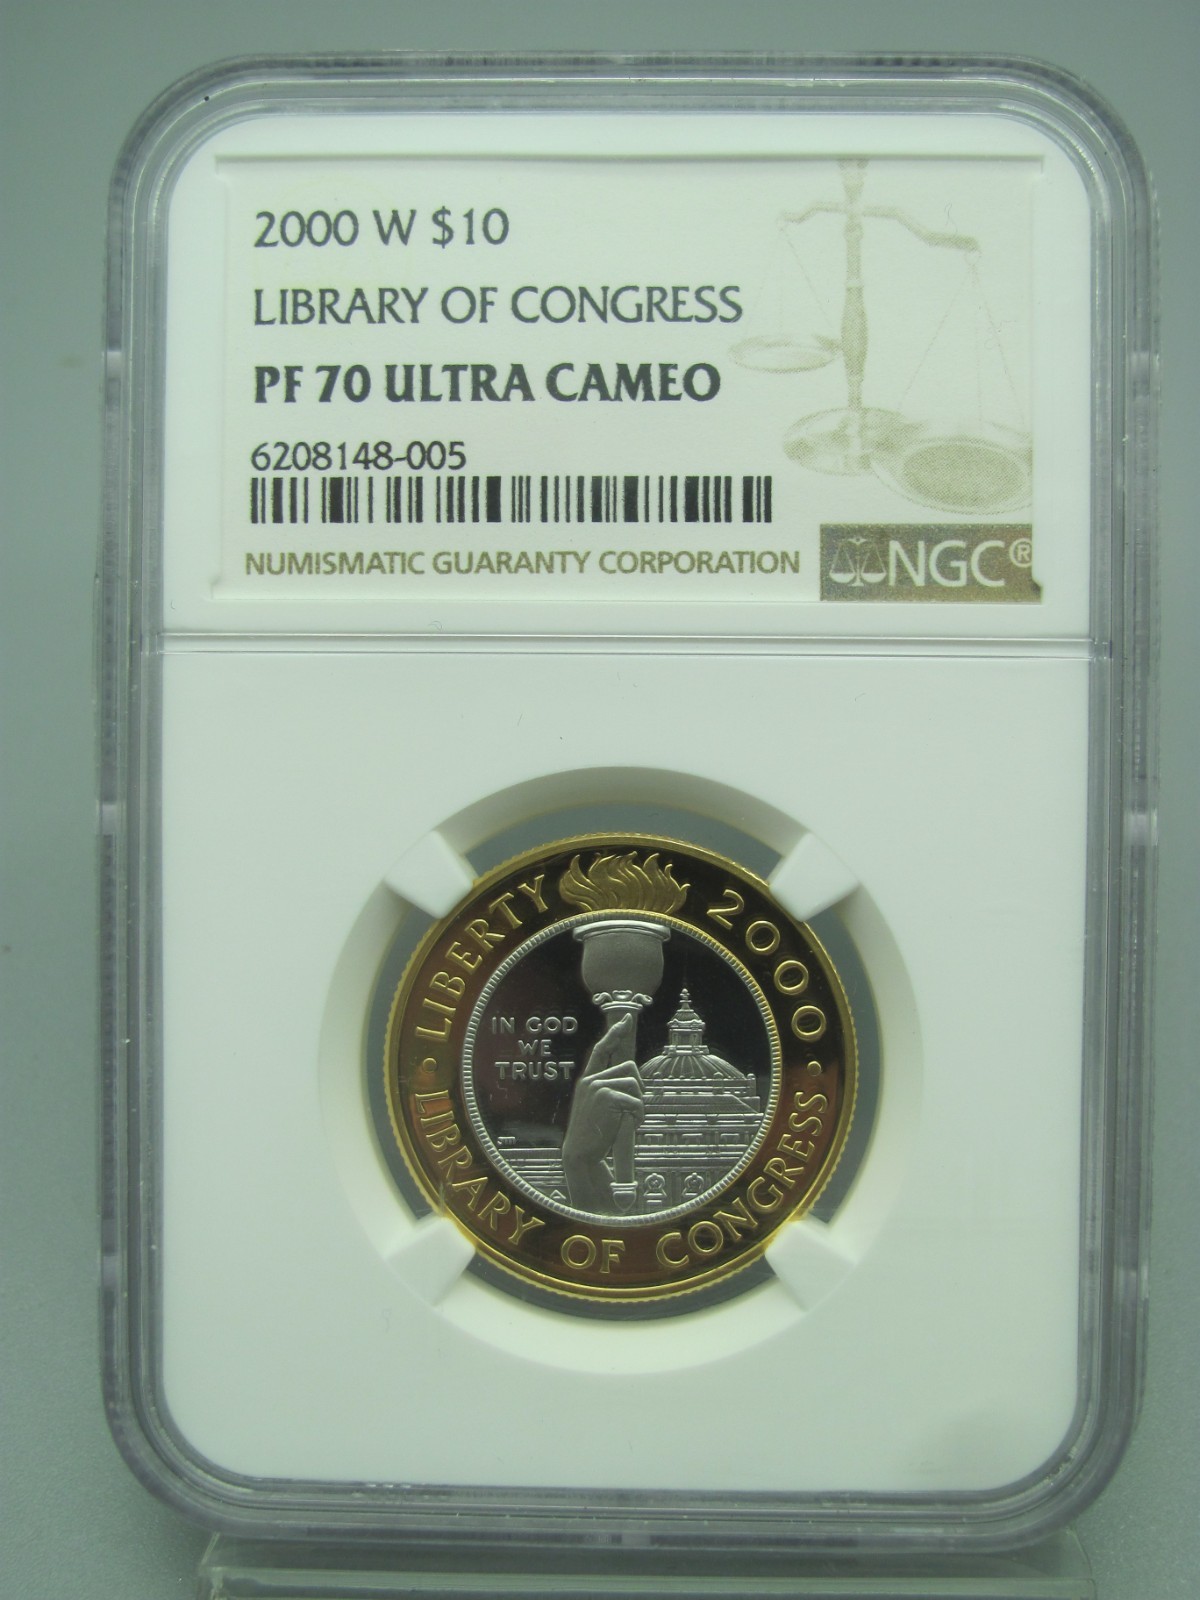 2000 W $10
LIBRARY OF CONGRESS
PF 70 ULTRA CAMEO
6208148-005
NUMISMATIC GUARANTY CORPORATION
NGC®
LIBERTY 2000
IN GOD
WE
TRUST
LIBRARY OF CONGRESS